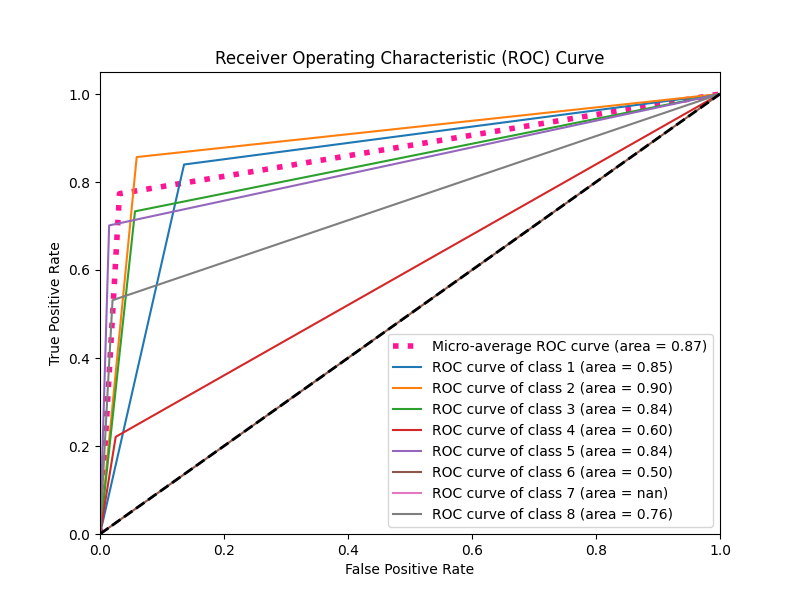 Receiver Operating Characteristic (ROC) Curve
True Positive Rate
1.0
0.8
0.6
0.4
0.2
0.0
Micro-average ROC curve (area = 0.87)
ROC curve of class 1 (area = 0.85)
ROC curve of class 2 (area = 0.90)
ROC curve of class 3 (area = 0.84)
ROC curve of class 4 (area = 0.60)
ROC curve of class 5 (area = 0.84)
ROC curve of class 6 (area = 0.50)
ROC curve of class 7 (area = nan)
ROC curve of class 8 (area = 0.76)
0.0 0.2 0.4 0.6 0.8 1.0
False Positive Rate